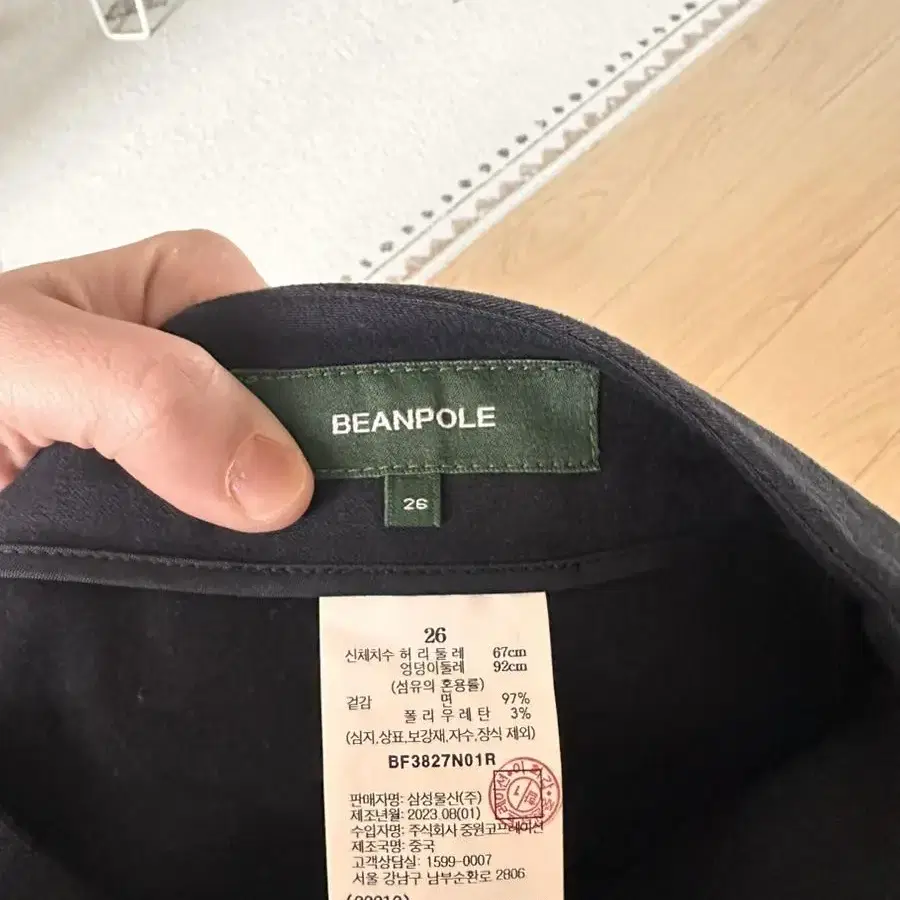 BEANPOLE
26
26
신체치수 허 리 둘 레 67cm
엉덩이둘레 92cm
(섬유의 혼용률)
겉감 면 97%
폴 리 우 레 탄 3%
(심지,상표,보강재,자수,장식 제외)
BF3827N01R
판매자명: 삼성물산(주)
제조년월: 2023.08(01)
수입자명: 주식회사 중원코프레이션
제조국명: 중국
고객상담실: 1599-0007
서울 강남구 남부순환로 2806